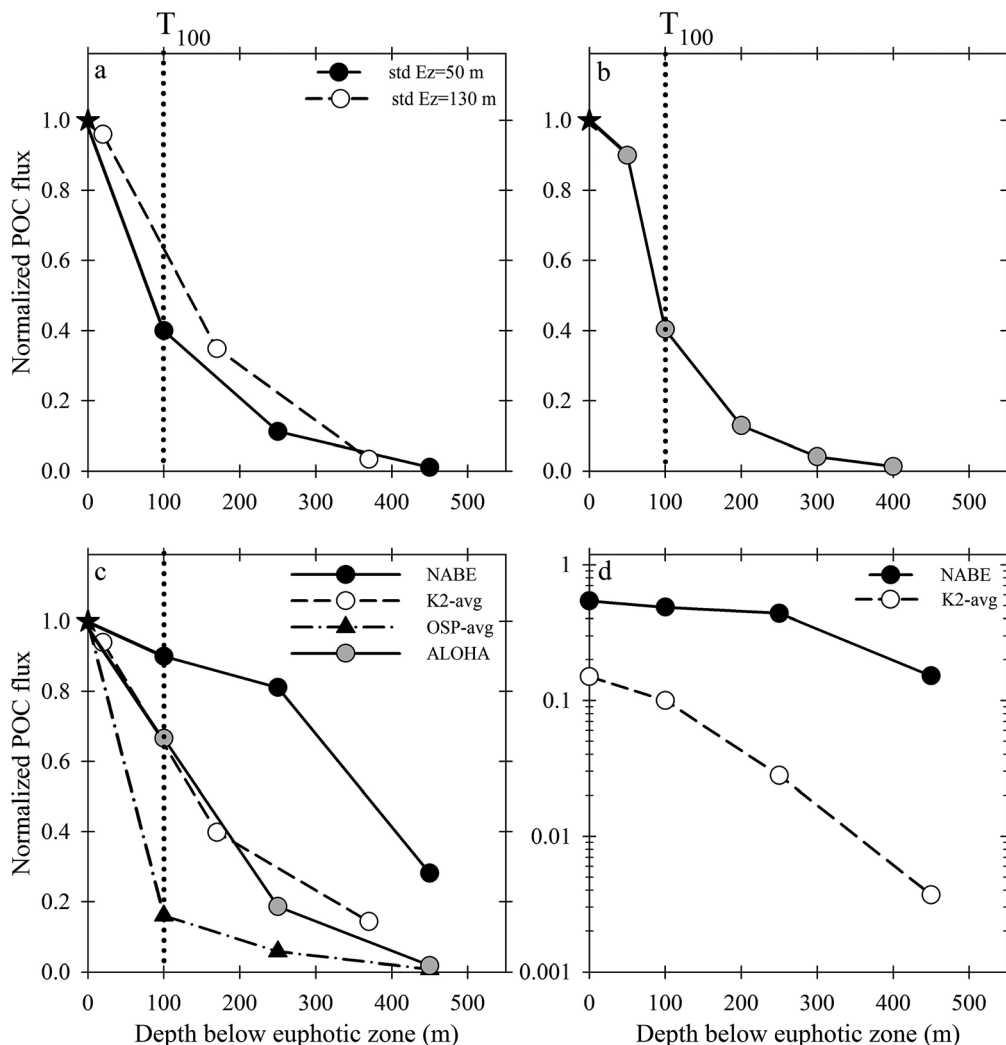 T100 T100
a std Ez=50 m b
std Ez=130 m
1.0 1.0
0.8 0.8
0.6 0.6
0.4 0.4
0.2 0.2
0.0 0.0
Normalized POC flux
0 100 200 300 400 500 0 100 200 300 400 500
c NABE 1 d NABE
K2-avg K2-avg
OSP-avg
ALOHA
1.0
0.8 0.1
0.6
0.4 0.01
0.2
0.0 0.001
Normalized POC flux
0 100 200 300 400 500 0 100 200 300 400 500
Depth below euphotic zone (m) Depth below euphotic zone (m)